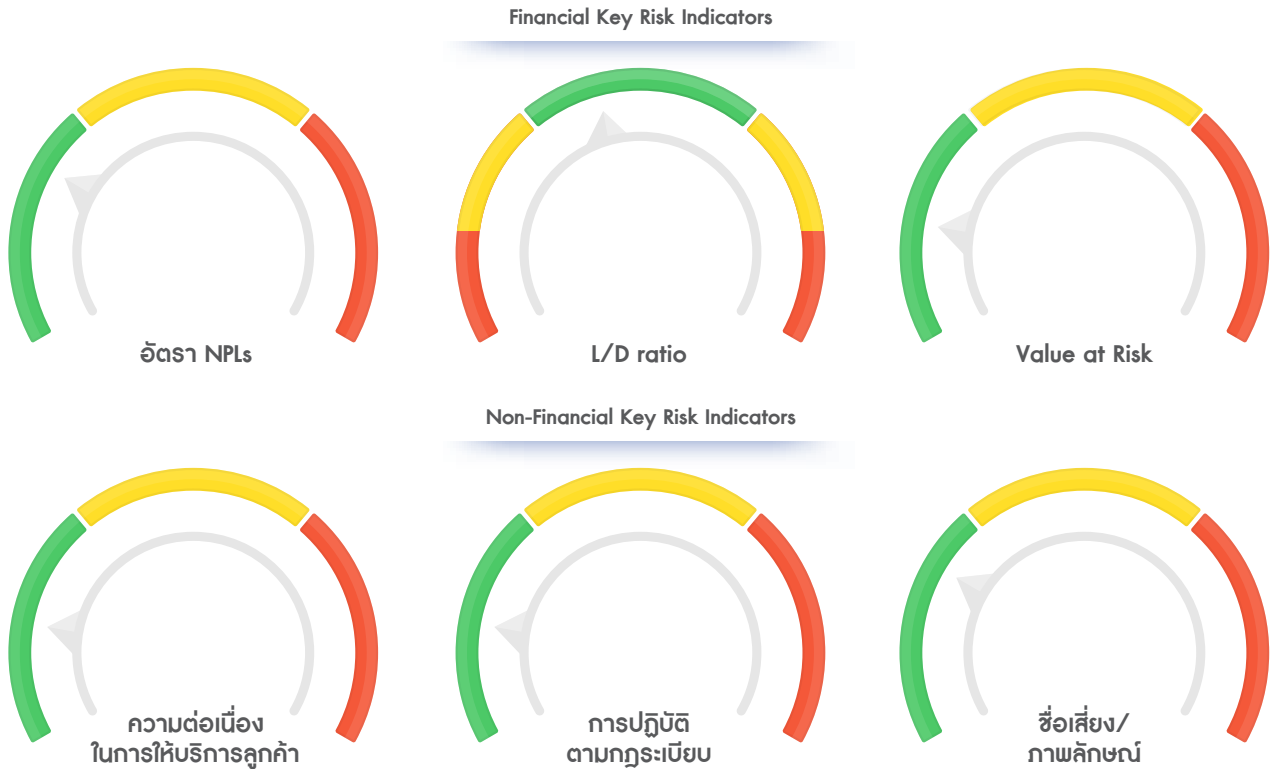 Financial Key Risk Indicators
อัตรา NPLs
L/D ratio
Value at Risk
Non-Financial Key Risk Indicators
ความต่อเนื่อง
ในการให้บริการลูกค้า
การปฏิบัติ
ตามกฎระเบียบ
ชื่อเสี่ยง/
ภาพลักษณ์